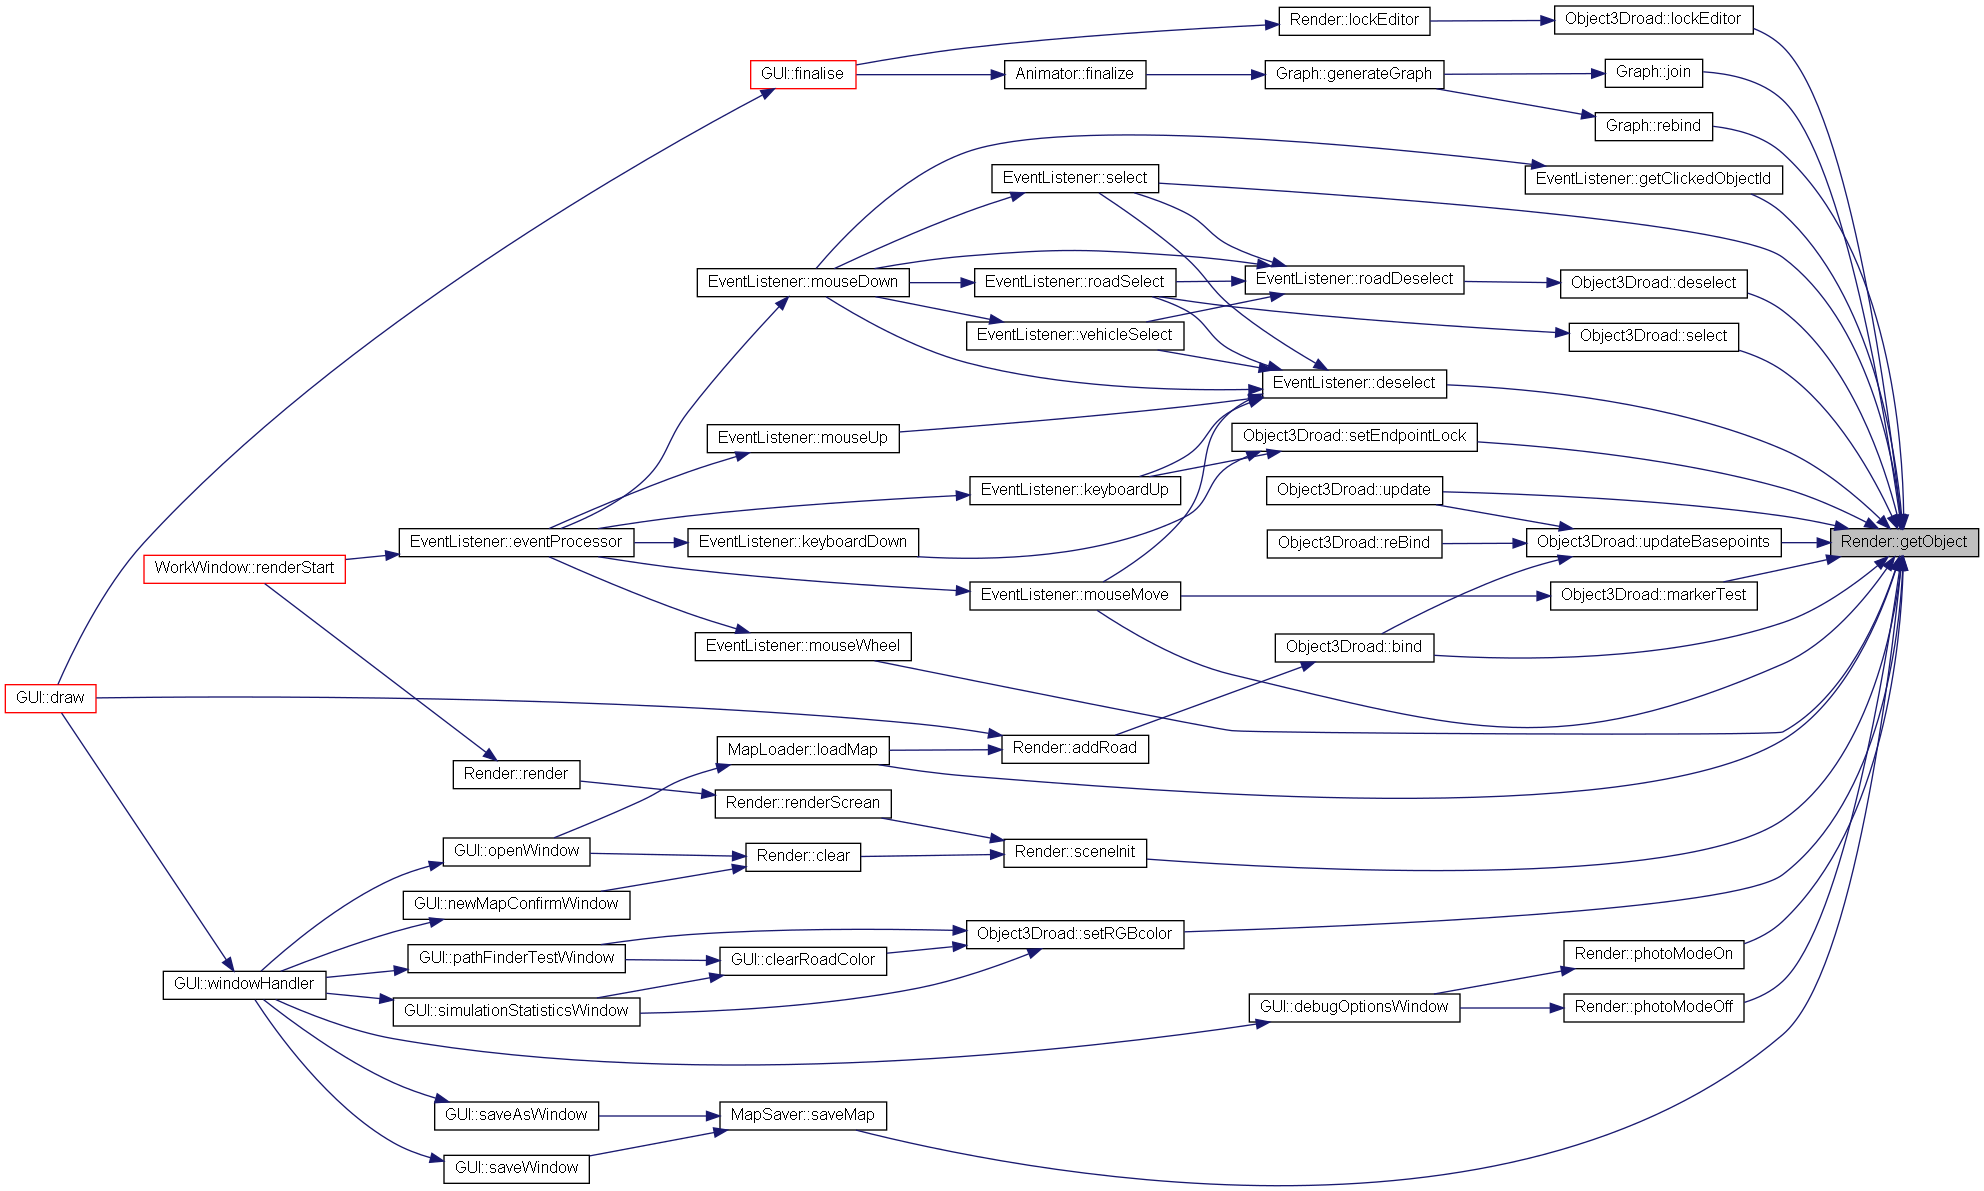 Render::lockEditor
Object3Droad::lockEditor
GUI::finalise
Animator::finalize
Graph::generateGraph
Graph::join
Graph::rebind
EventListener::select
EventListener::getClickedObjectId
EventListener::mouseDown
EventListener::roadSelect
EventListener::roadDeselect
Object3Droad::deselect
EventListener::vehicleSelect
Object3Droad::select
EventListener::deselect
EventListener::mouseUp
Object3Droad::setEndpointLock
EventListener::keyboardUp
Object3Droad::update
EventListener::eventProcessor
EventListener::keyboardDown
Object3Droad::reBind
Object3Droad::updateBasepoints
Render::getObject
WorkWindow::renderStart
EventListener::mouseMove
Object3Droad::markerTest
EventListener::mouseWheel
Object3Droad::bind
GUI::draw
MapLoader::loadMap
Render::addRoad
Render::render
Render::renderScrean
GUI::openWindow
Render::clear
Render::sceneInit
GUI::newMapConfirmWindow
Object3Droad::setRGBcolor
GUI::pathFinderTestWindow
GUI::clearRoadColor
Render::photoModeOn
GUI::windowHandler
GUI::simulationStatisticsWindow
GUI::debugOptionsWindow
Render::photoModeOff
GUI::saveAsWindow
MapSaver::saveMap
GUI::saveWindow